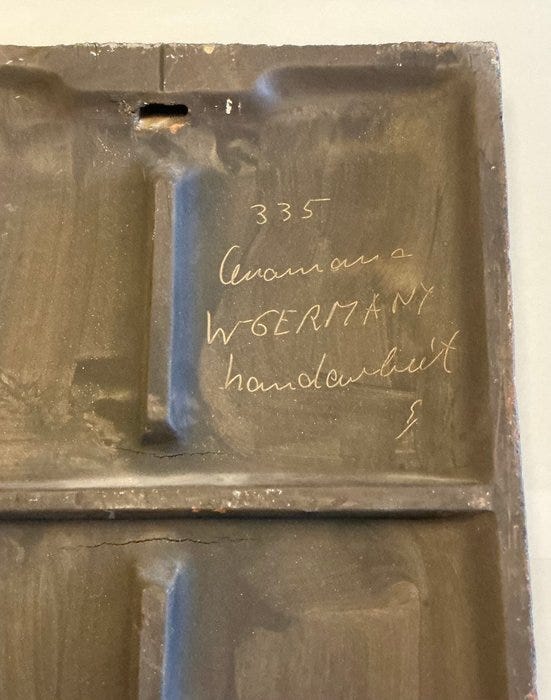 335
Ceramano
W-GERMANY
handarbeit